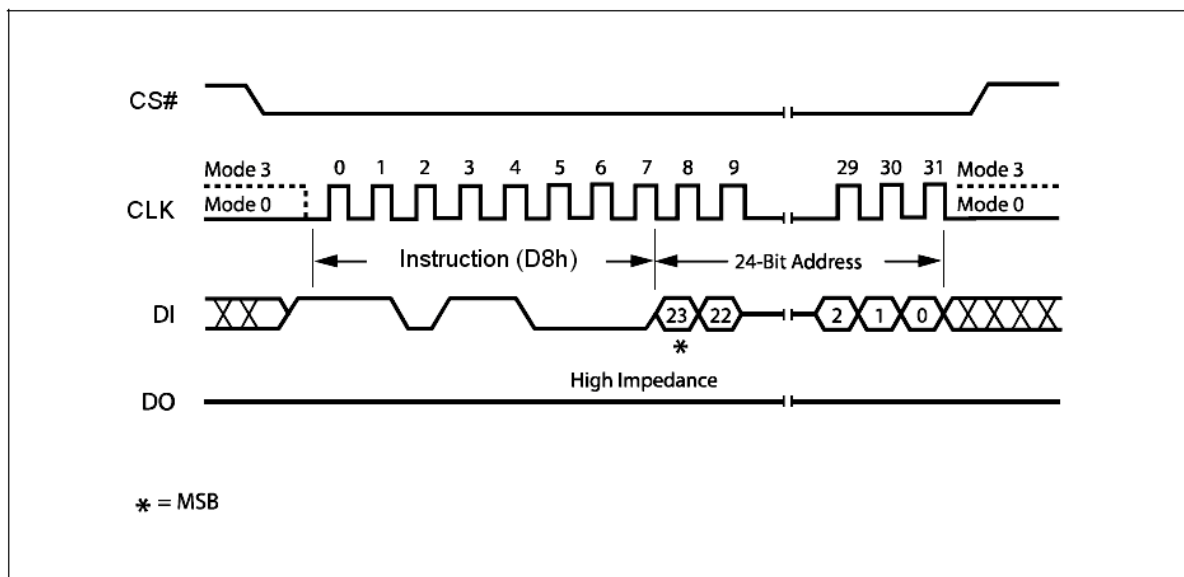 CS#
Mode 3 0 1 2 3 4 5 6 7 8 9 29 30 31 Mode 3
CLK Mode 0 Mode 0
Instruction (D8h) 24-Bit Address
DI 23 22 2 1 0
*
High Impedance
DO
* = MSB